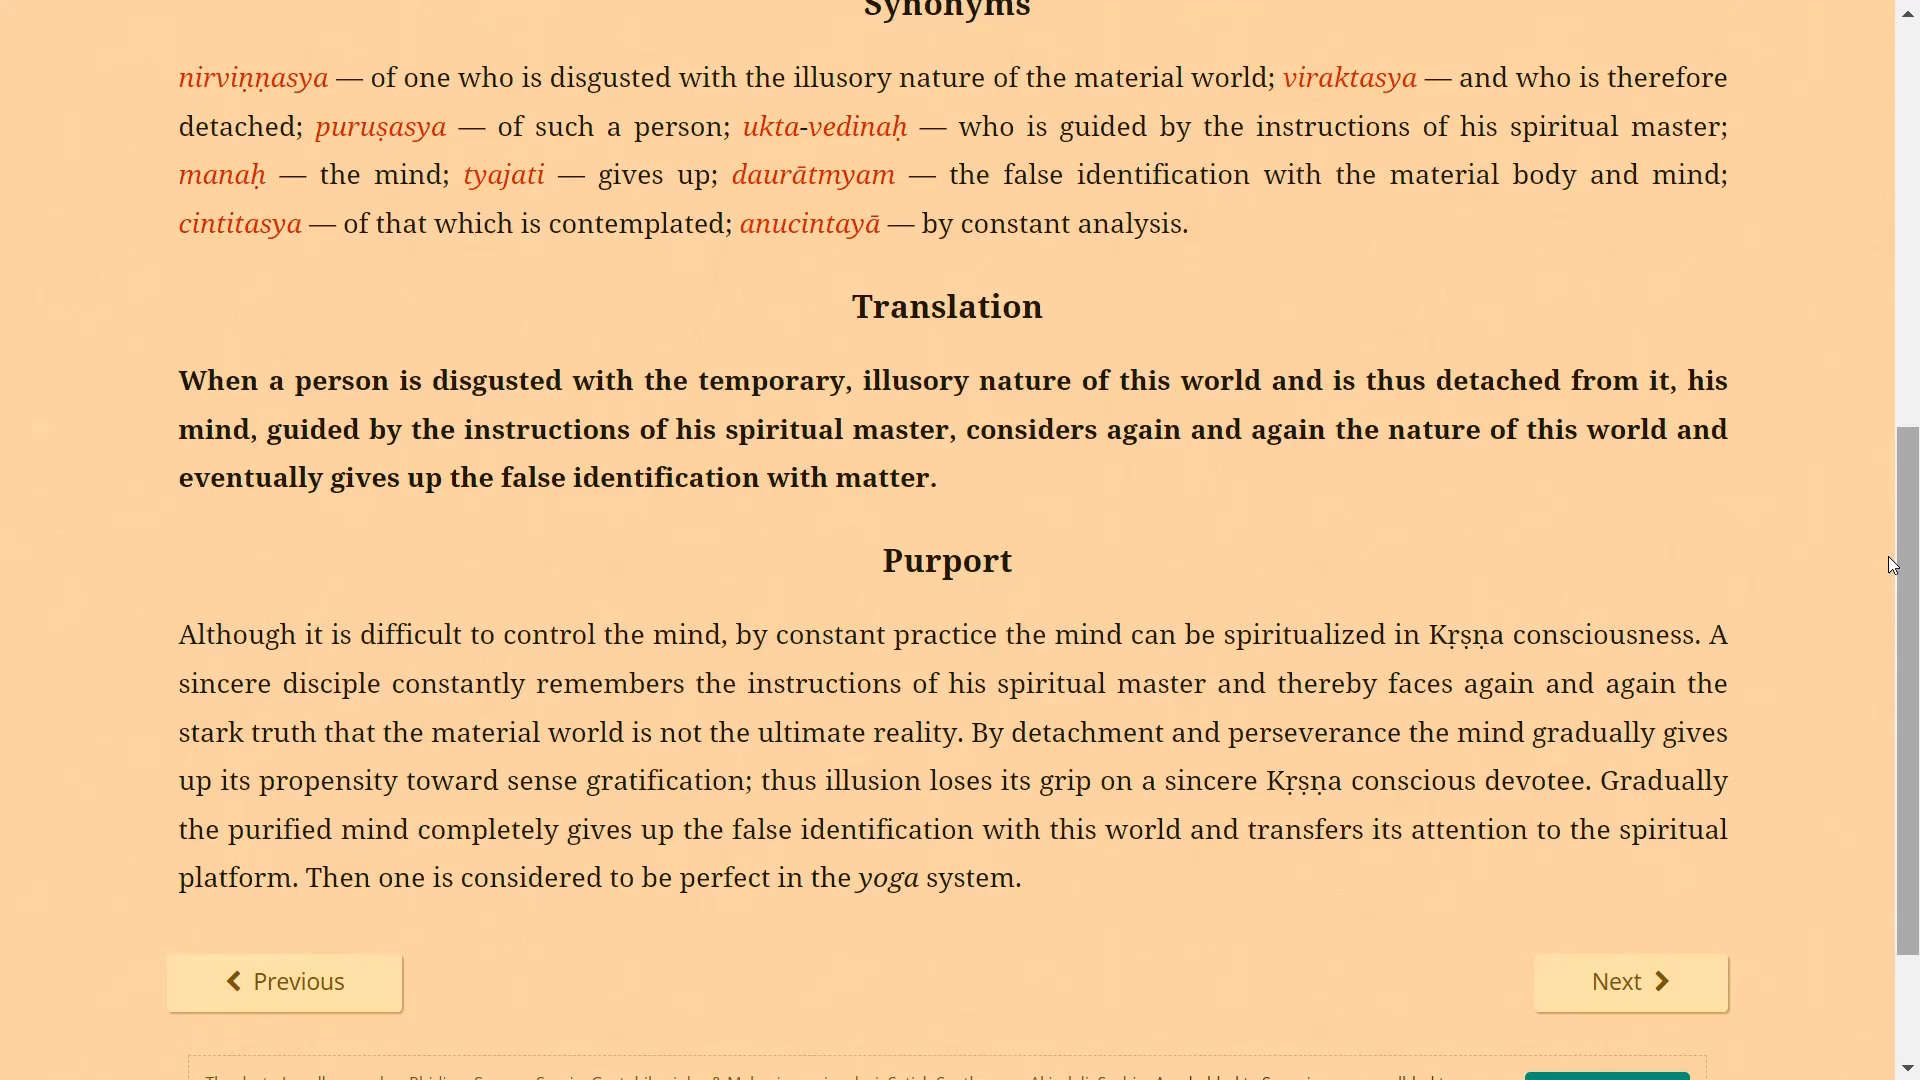 Synonyms
nirviṇṇasya — of one who is disgusted with the illusory nature of the material world; viraktasya — and who is therefore
detached; puruṣasya — of such a person; ukta-vedinaḥ — who is guided by the instructions of his spiritual master;
manaḥ — the mind; tyajati — gives up; daurātmyam — the false identification with the material body and mind;
cintitasya — of that which is contemplated; anucintayā — by constant analysis.
Translation
When a person is disgusted with the temporary, illusory nature of this world and is thus detached from it, his
mind, guided by the instructions of his spiritual master, considers again and again the nature of this world and
eventually gives up the false identification with matter.
Purport
Although it is difficult to control the mind, by constant practice the mind can be spiritualized in Kṛṣṇa consciousness. A
sincere disciple constantly remembers the instructions of his spiritual master and thereby faces again and again the
stark truth that the material world is not the ultimate reality. By detachment and perseverance the mind gradually gives
up its propensity toward sense gratification; thus illusion loses its grip on a sincere Kṛṣṇa conscious devotee. Gradually
the purified mind completely gives up the false identification with this world and transfers its attention to the spiritual
platform. Then one is considered to be perfect in the yoga system.
Previous
Next